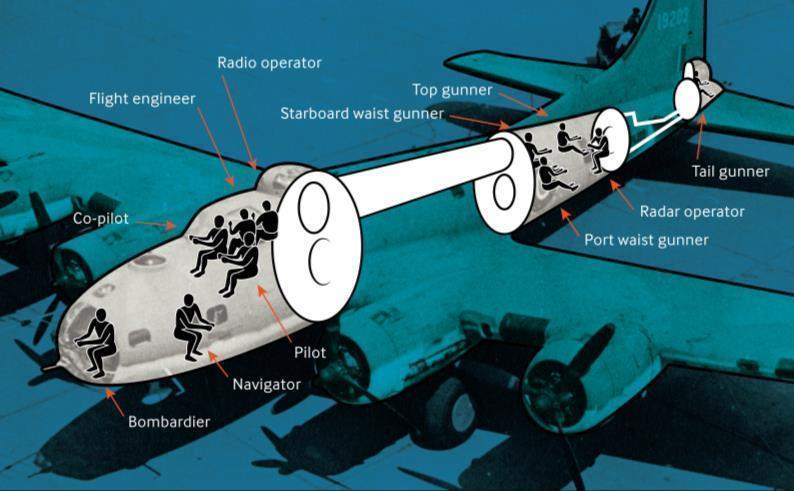 19203
Radio operator
Flight engineer
Top gunner
Starboard waist gunner
Tail gunner
Co-pilot
Radar operator
Port waist gunner
Pilot
Navigator
Bombardier